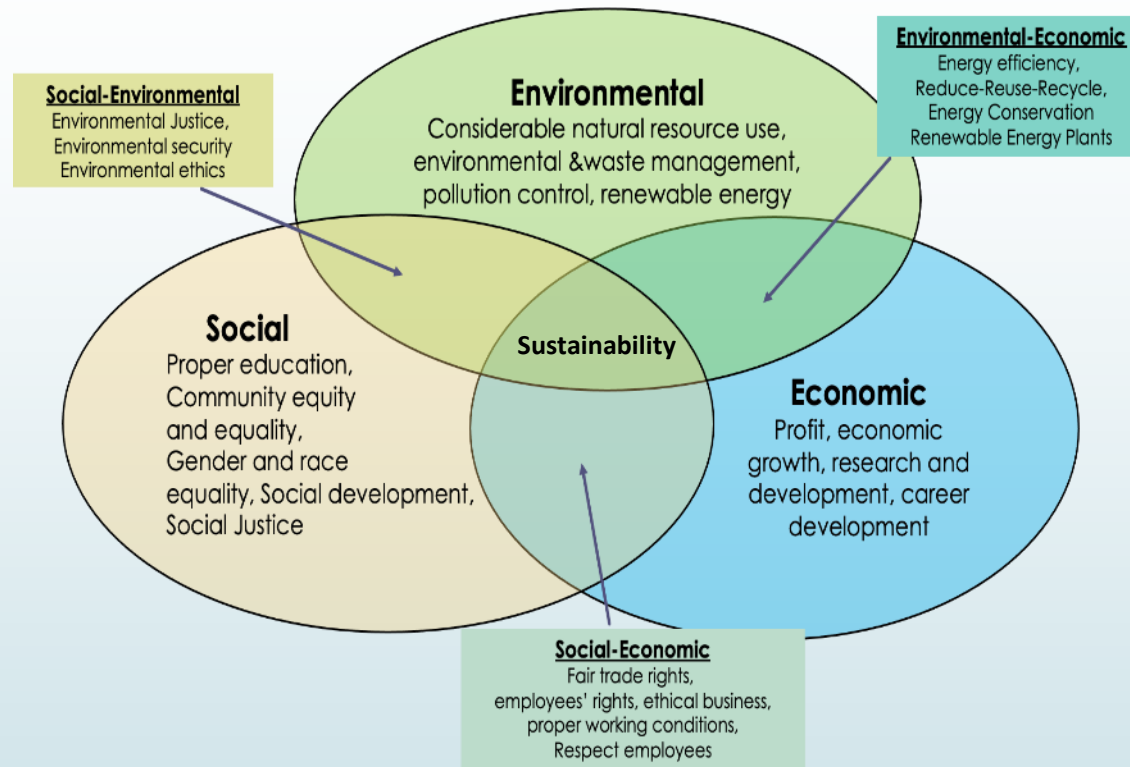 Social-Environmental
Environmental Justice,
Environmental security
Environmental ethics
Environmental
Considerable natural resource use,
environmental &waste management,
pollution control, renewable energy
Environmental-Economic
Energy efficiency,
Reduce-Reuse-Recycle,
Energy Conservation
Renewable Energy Plants
Social
Proper education,
Community equity
and equality,
Gender and race
equality, Social development,
Social Justice
Sustainability
Economic
Profit, economic
growth, research and
development, career
development
Social-Economic
Fair trade rights,
employees' rights, ethical business,
proper working conditions,
Respect employees